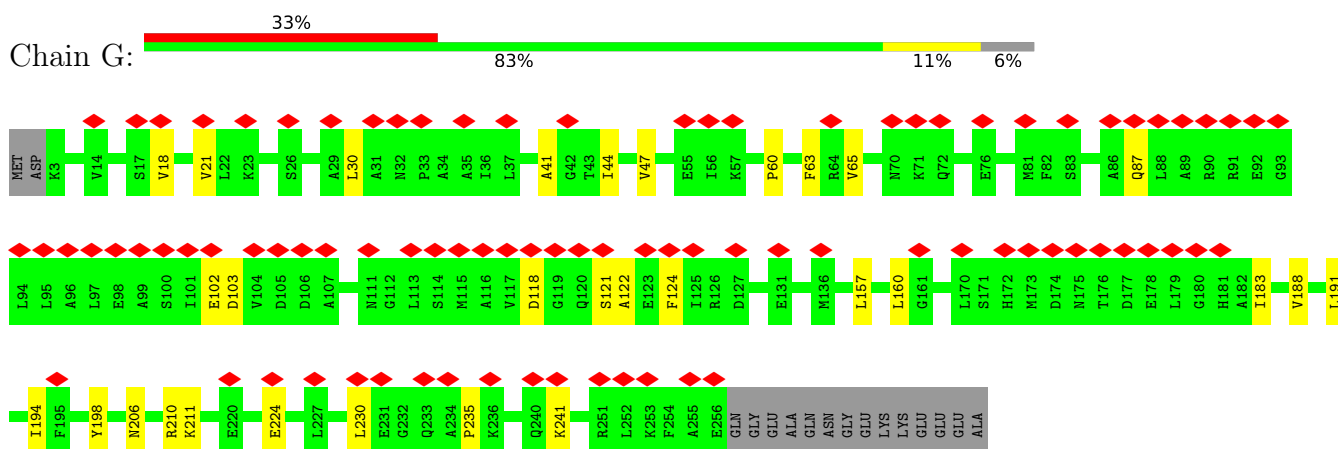 33%
Chain G:
83% 11% 6%
MET ASP K3 V14 S17 V18 V21 L22 K23 S26 A29 L30 A31 N32 P33 A34 A35 I36 L37 A41 G42 T43 I44 V47 E55 I56 K57 P60 F63 R64 V65 N70 K71 Q72 E76 M81 F82 S83 A86 Q87 L88 A89 R90 R91 E92 G93
L94 L95 A96 L97 E98 A99 S100 I101 E102 D103 V104 D105 D106 A107 N111 G112 L113 S114 M115 A116 V117 D118 G119 Q120 S121 A122 E123 F124 I125 R126 D127 E131 M136 L157 L160 G161 L170 S171 H172 M173 D174 N175 T176 D177 E178 L179 G180 H181 A182 I183 V188 L191
I194 F195 Y198 N206 R210 K211 E220 E224 L227 L230 E231 G232 Q233 A234 P235 K236 Q240 K241 R251 L252 K253 F254 A255 E256 GLN GLY GLU ALA GLN ASN GLY GLU LYS LYS GLU GLU GLU ALA